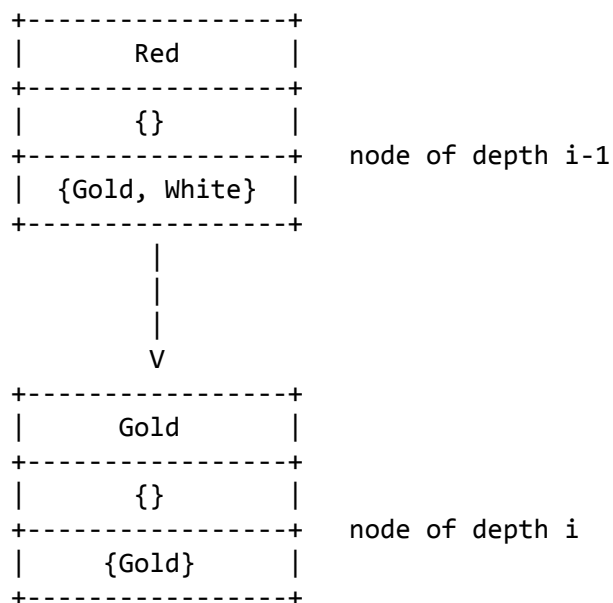 Red
{}
node of depth i-1
{Gold, White}
V
Gold
{}
node of depth i
{Gold}